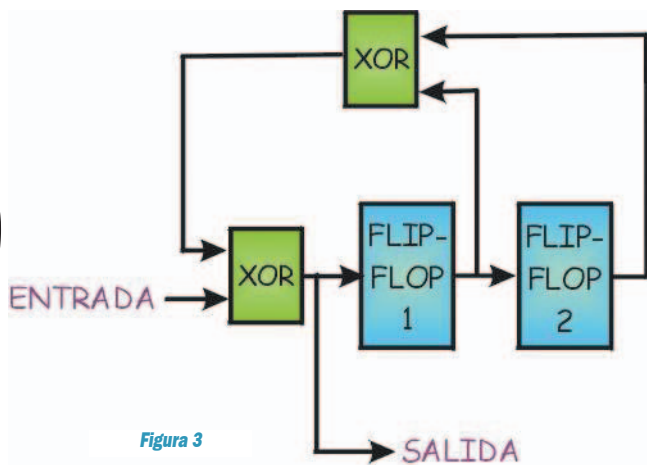 XOR
XOR
FLIP-
FLOP
1
FLIP-
FLOP
2
ENTRADA
SALIDA
Figura 3